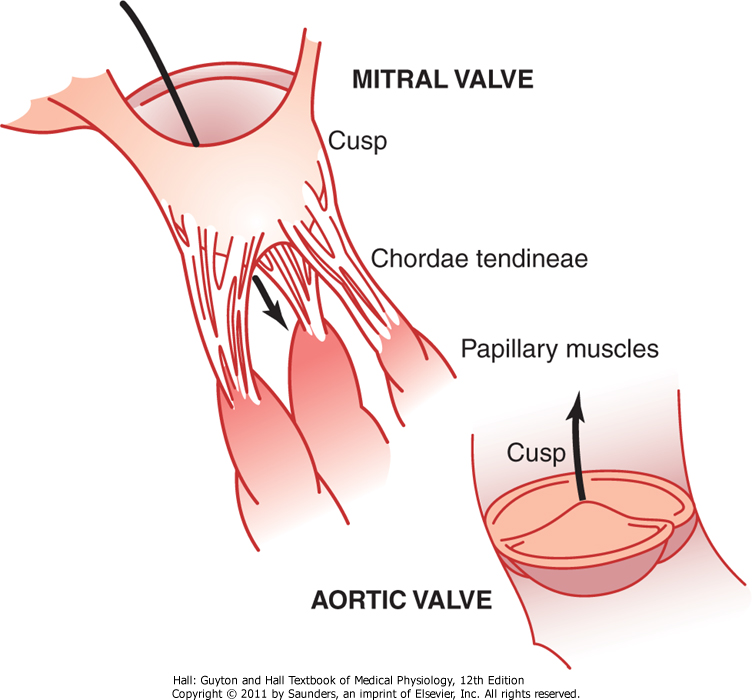 MITRAL VALVE
Cusp
Chordae tendineae
Papillary muscles
Cusp
AORTIC VALVE
Hall: Guyton and Hall Textbook of Medical Physiology, 12th Edition
Copyright © 2011 by Saunders, an imprint of Elsevier, Inc. All rights reserved.